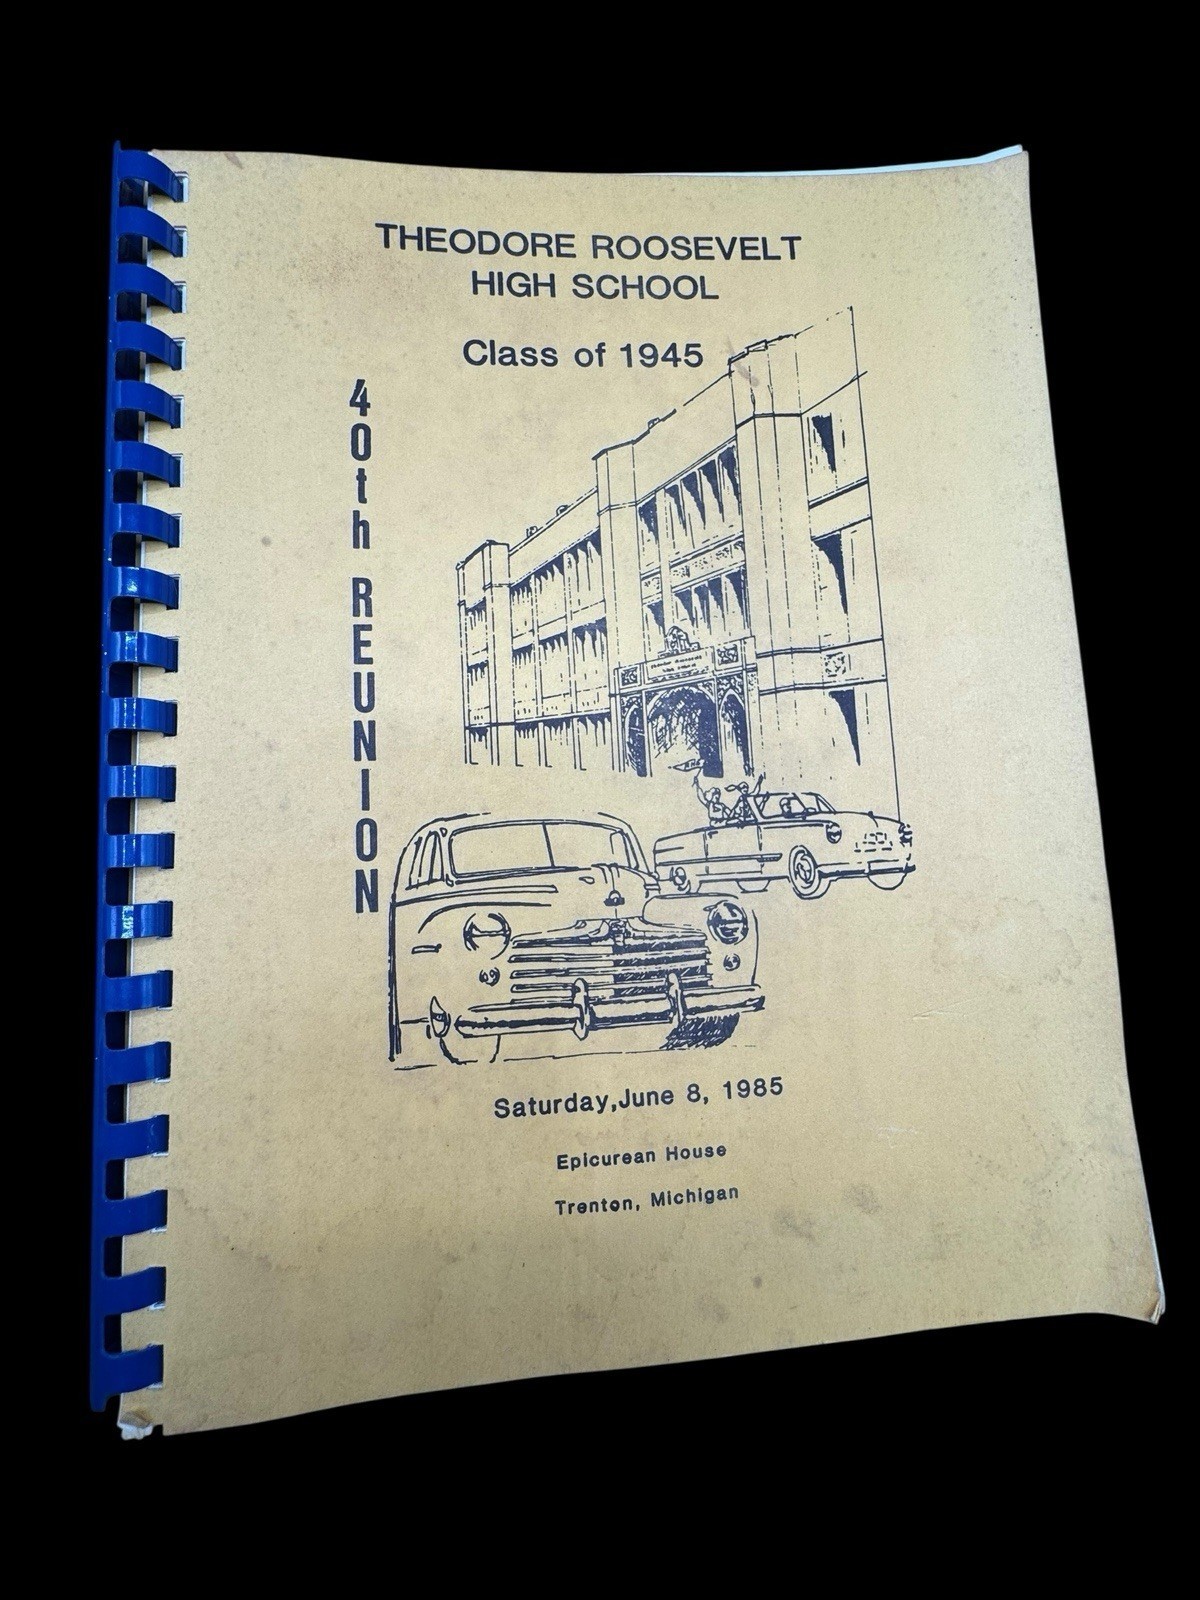 THEODORE ROOSEVELT
HIGH SCHOOL
Class of 1945
40th REUNION
Saturday,June 8, 1985
Epicurean House
Trenton, Michigan